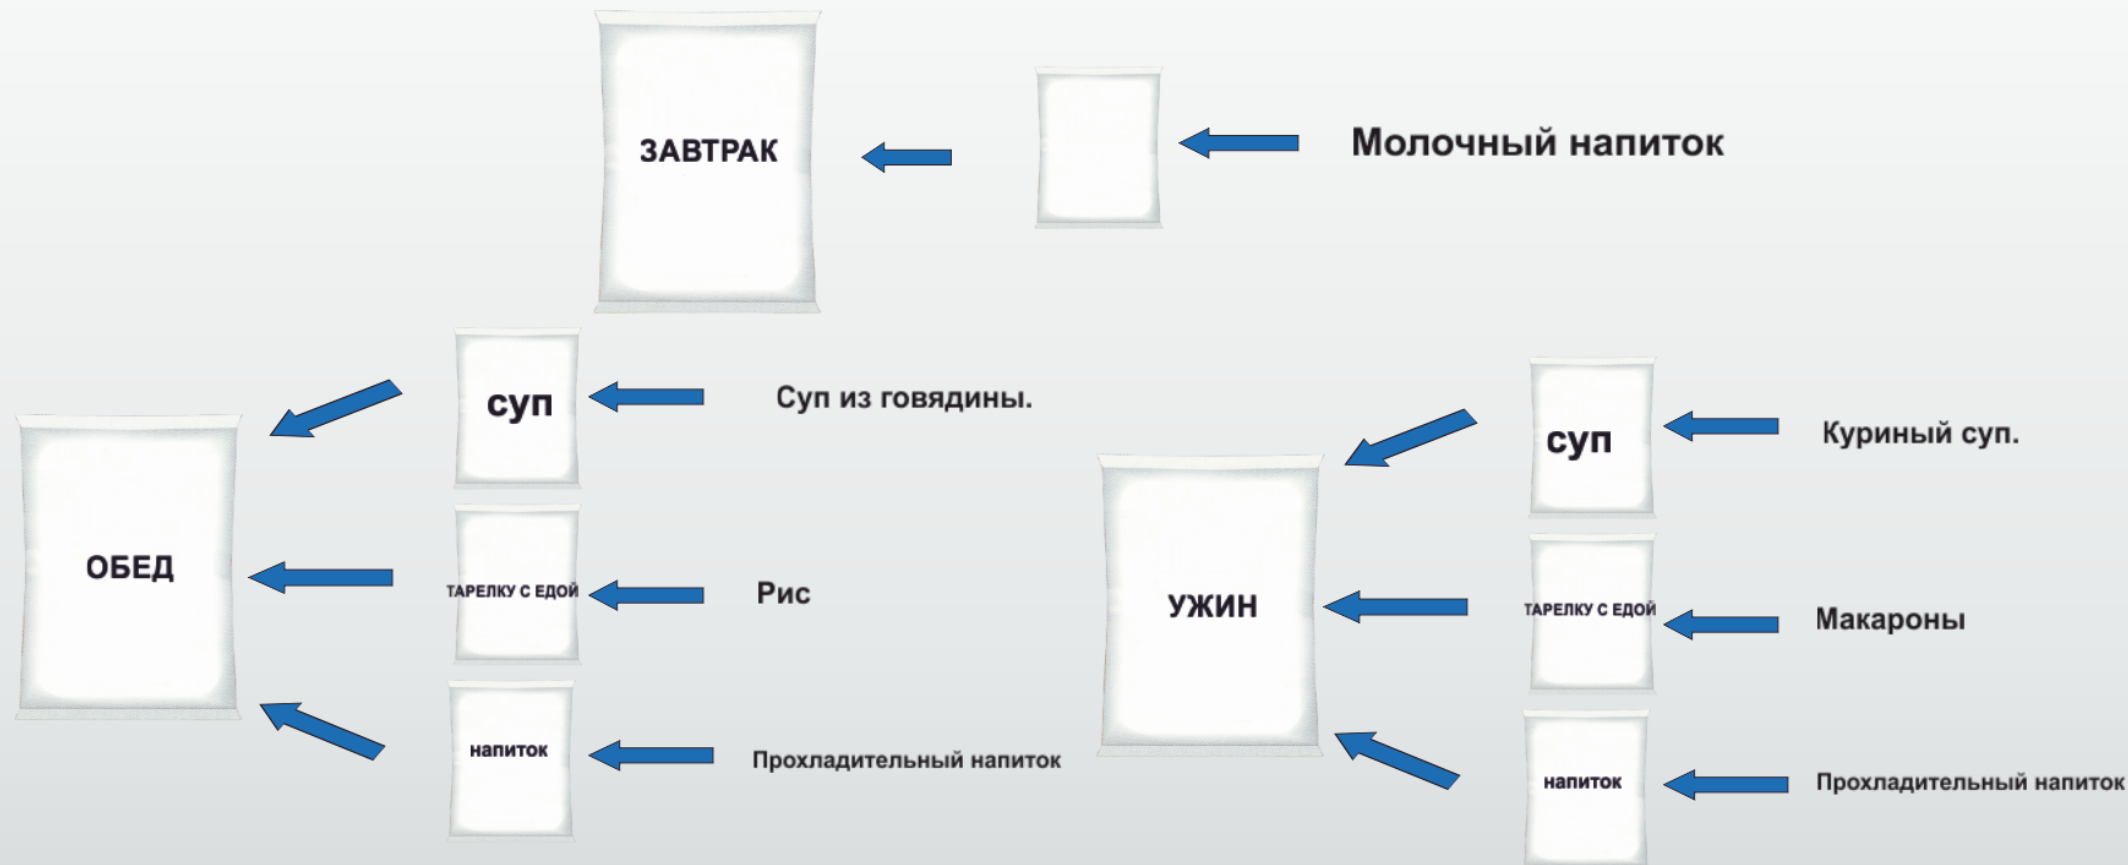 ЗАВТРАК
Молочный напиток
суп
Суп из говядины.
ОБЕД
ТАРЕЛКУ С ЕДОЙ
Рис
напиток
Прохладительный напиток
суп
Куриный суп.
УЖИН
ТАРЕЛКУ С ЕДОЙ
Макароны
напиток
Прохладительный напиток